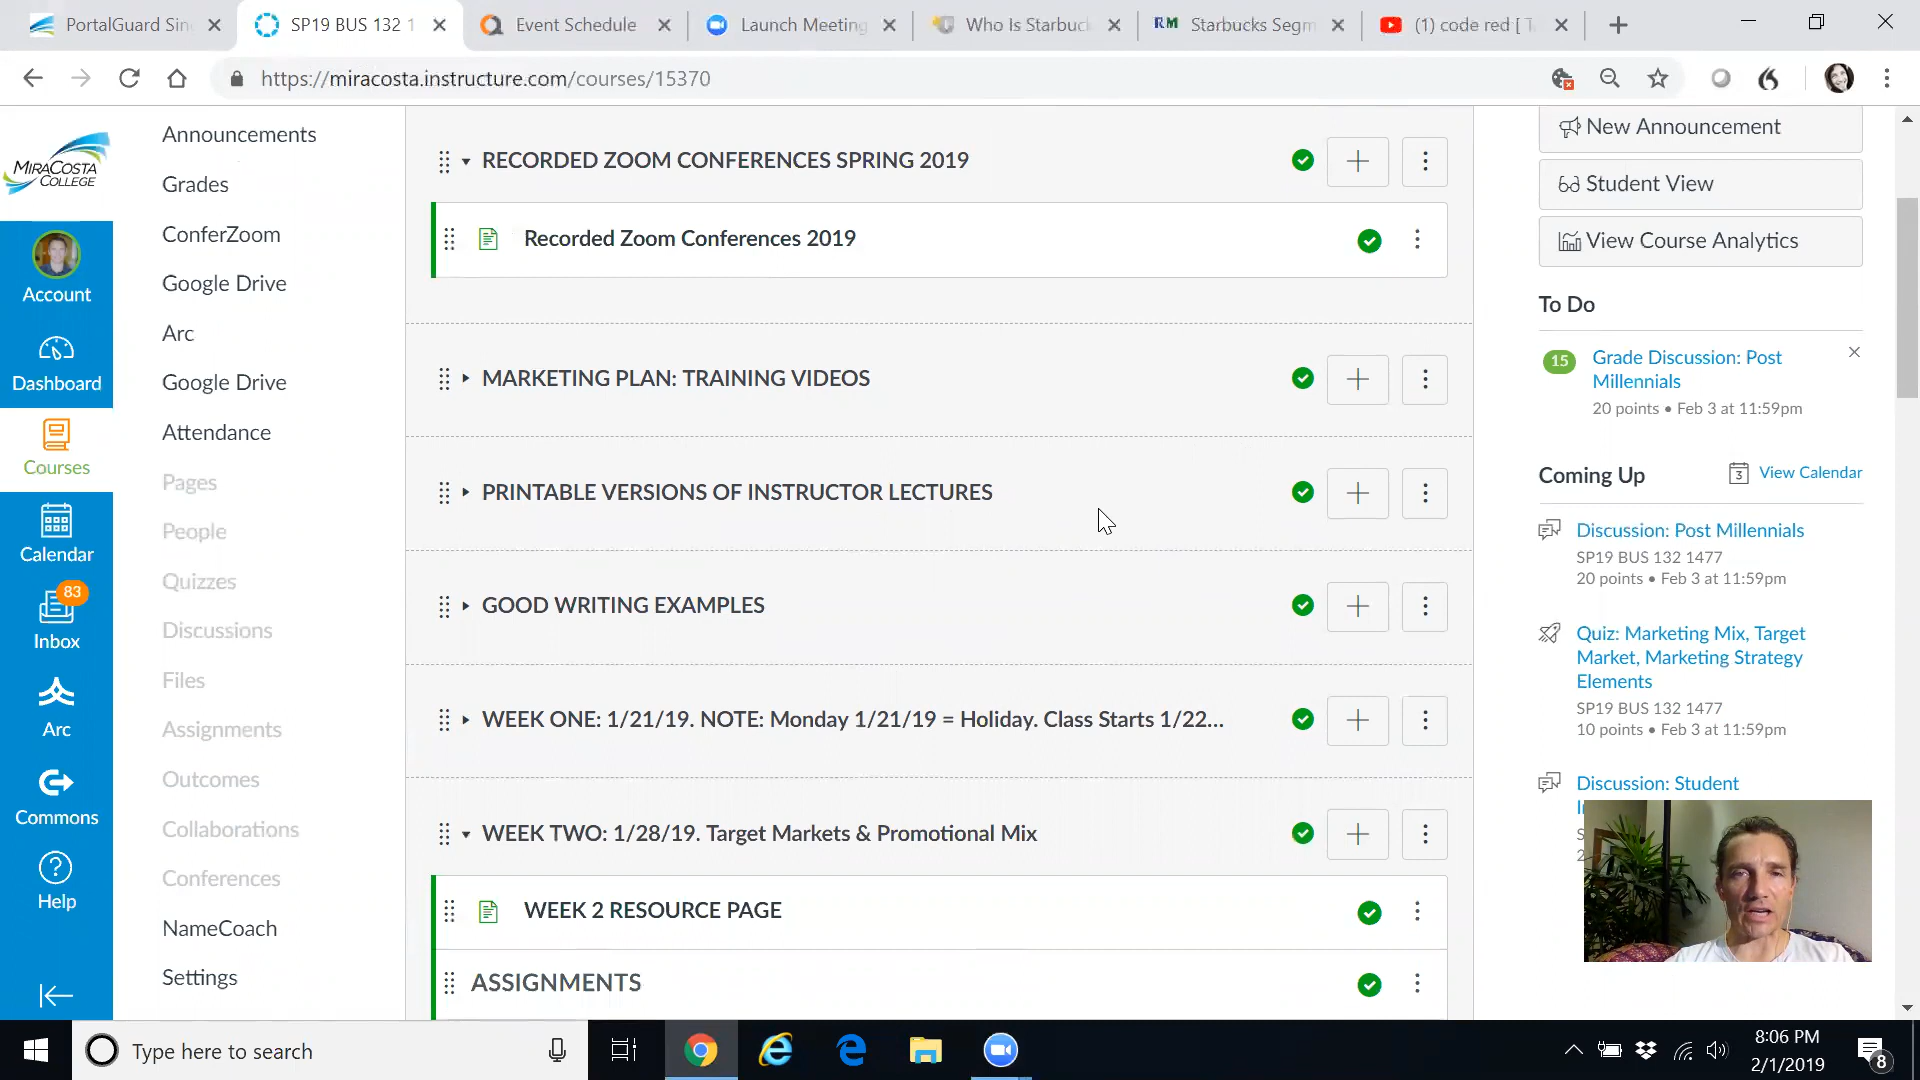 PortalGuard Sin
SP19 BUS 132 1
Event Schedule
Launch Meeting
Who Is Starbuck
RM
Starbucks Segm
(1) code red [ T
https://miracosta.instructure.com/courses/15370
MIRACOSTA
COLLEGE
Account
Dashboard
Courses
Calendar
83
Inbox
Arc
Commons
Help
Announcements
Grades
ConferZoom
Google Drive
Arc
Google Drive
Attendance
Pages
People
Quizzes
Discussions
Files
Assignments
Outcomes
Collaborations
Conferences
NameCoach
Settings
RECORDED ZOOM CONFERENCES SPRING 2019
Recorded Zoom Conferences 2019
MARKETING PLAN: TRAINING VIDEOS
PRINTABLE VERSIONS OF INSTRUCTOR LECTURES
GOOD WRITING EXAMPLES
WEEK ONE: 1/21/19. NOTE: Monday 1/21/19 = Holiday. Class Starts 1/22...
WEEK TWO: 1/28/19. Target Markets & Promotional Mix
WEEK 2 RESOURCE PAGE
ASSIGNMENTS
New Announcement
Student View
View Course Analytics
To Do
15
Grade Discussion: Post
Millennials
20 points • Feb 3 at 11:59pm
Coming Up
3
View Calendar
Discussion: Post Millennials
SP19 BUS 132 1477
20 points • Feb 3 at 11:59pm
Quiz: Marketing Mix, Target
Market, Marketing Strategy
Elements
SP19 BUS 132 1477
10 points • Feb 3 at 11:59pm
Discussion: Student
Type here to search
8:06 PM
2/1/2019
8